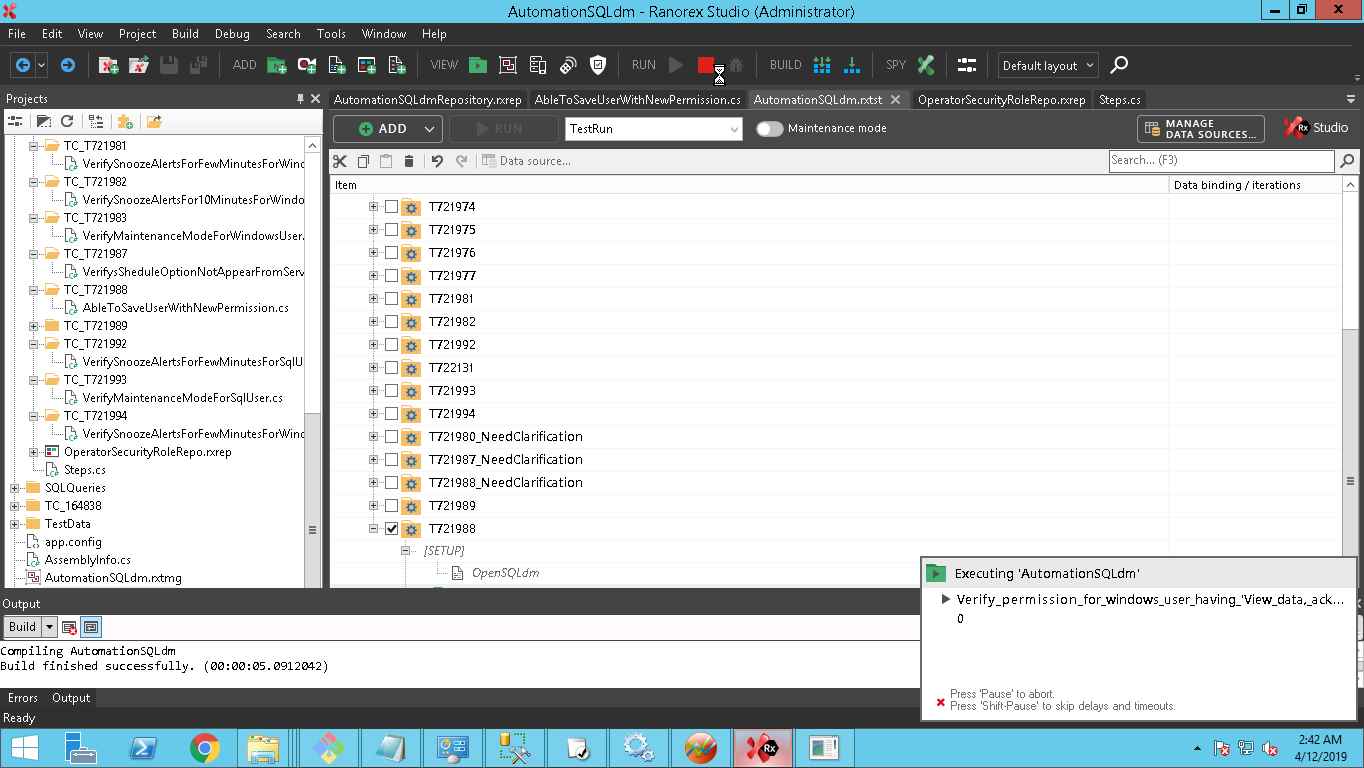 AutomationSQLdm - Ranorex Studio (Administrator)
File Edit View Project Build Debug Search Tools Window Help
ADD VIEW RUN BUILD SPY Default layout
Projects
AutomationSQLdmRepository.rxrep AbleToSaveUserWithNewPermission.cs AutomationSQLdm.rxtst OperatorSecurityRoleRepo.rxrep Steps.cs
ADD RUN TestRun Maintenance mode MANAGE DATA SOURCES... Rx Studio
Data source... Search... (F3)
Item Data binding / iterations
TC_T721981
VerifySnoozeAlertsForFewMinutesForWinc
TC_T721982
VerifySnoozeAlertsFor10MinutesForWindo
TC_T721983
VerifyMaintenanceModeForWindowsUser.
TC_T721987
VerifysSheduleOptionNotAppearFromServ
TC_T721988
AbleToSaveUserWithNewPermission.cs
TC_T721989
TC_T721992
VerifySnoozeAlertsForFewMinutesForSqlU
TC_T721993
VerifyMaintenanceModeForSqlUser.cs
TC_T721994
VerifySnoozeAlertsForFewMinutesForWinc
OperatorSecurityRoleRepo.rxrep
Steps.cs
SQLQueries
TC_164838
TestData
app.config
AssemblyInfo.cs
AutomationSQLdm.rxtmg
T721974
T721975
T721976
T721977
T721981
T721982
T721992
T722131
T721993
T721994
T721980_NeedClarification
T721987_NeedClarification
T721988_NeedClarification
T721989
T721988
[SETUP]
OpenSQLdm
Executing 'AutomationSQLdm'
Verify_permission_for_windows_user_having_'View_data,_ack...
0
Press 'Pause' to abort.
Press 'Shift-Pause' to skip delays and timeouts.
Output
Build
Compiling AutomationSQLdm
Build finished successfully. (00:00:05.0912042)
Errors Output
Ready
Rx
2:42 AM
4/12/2019